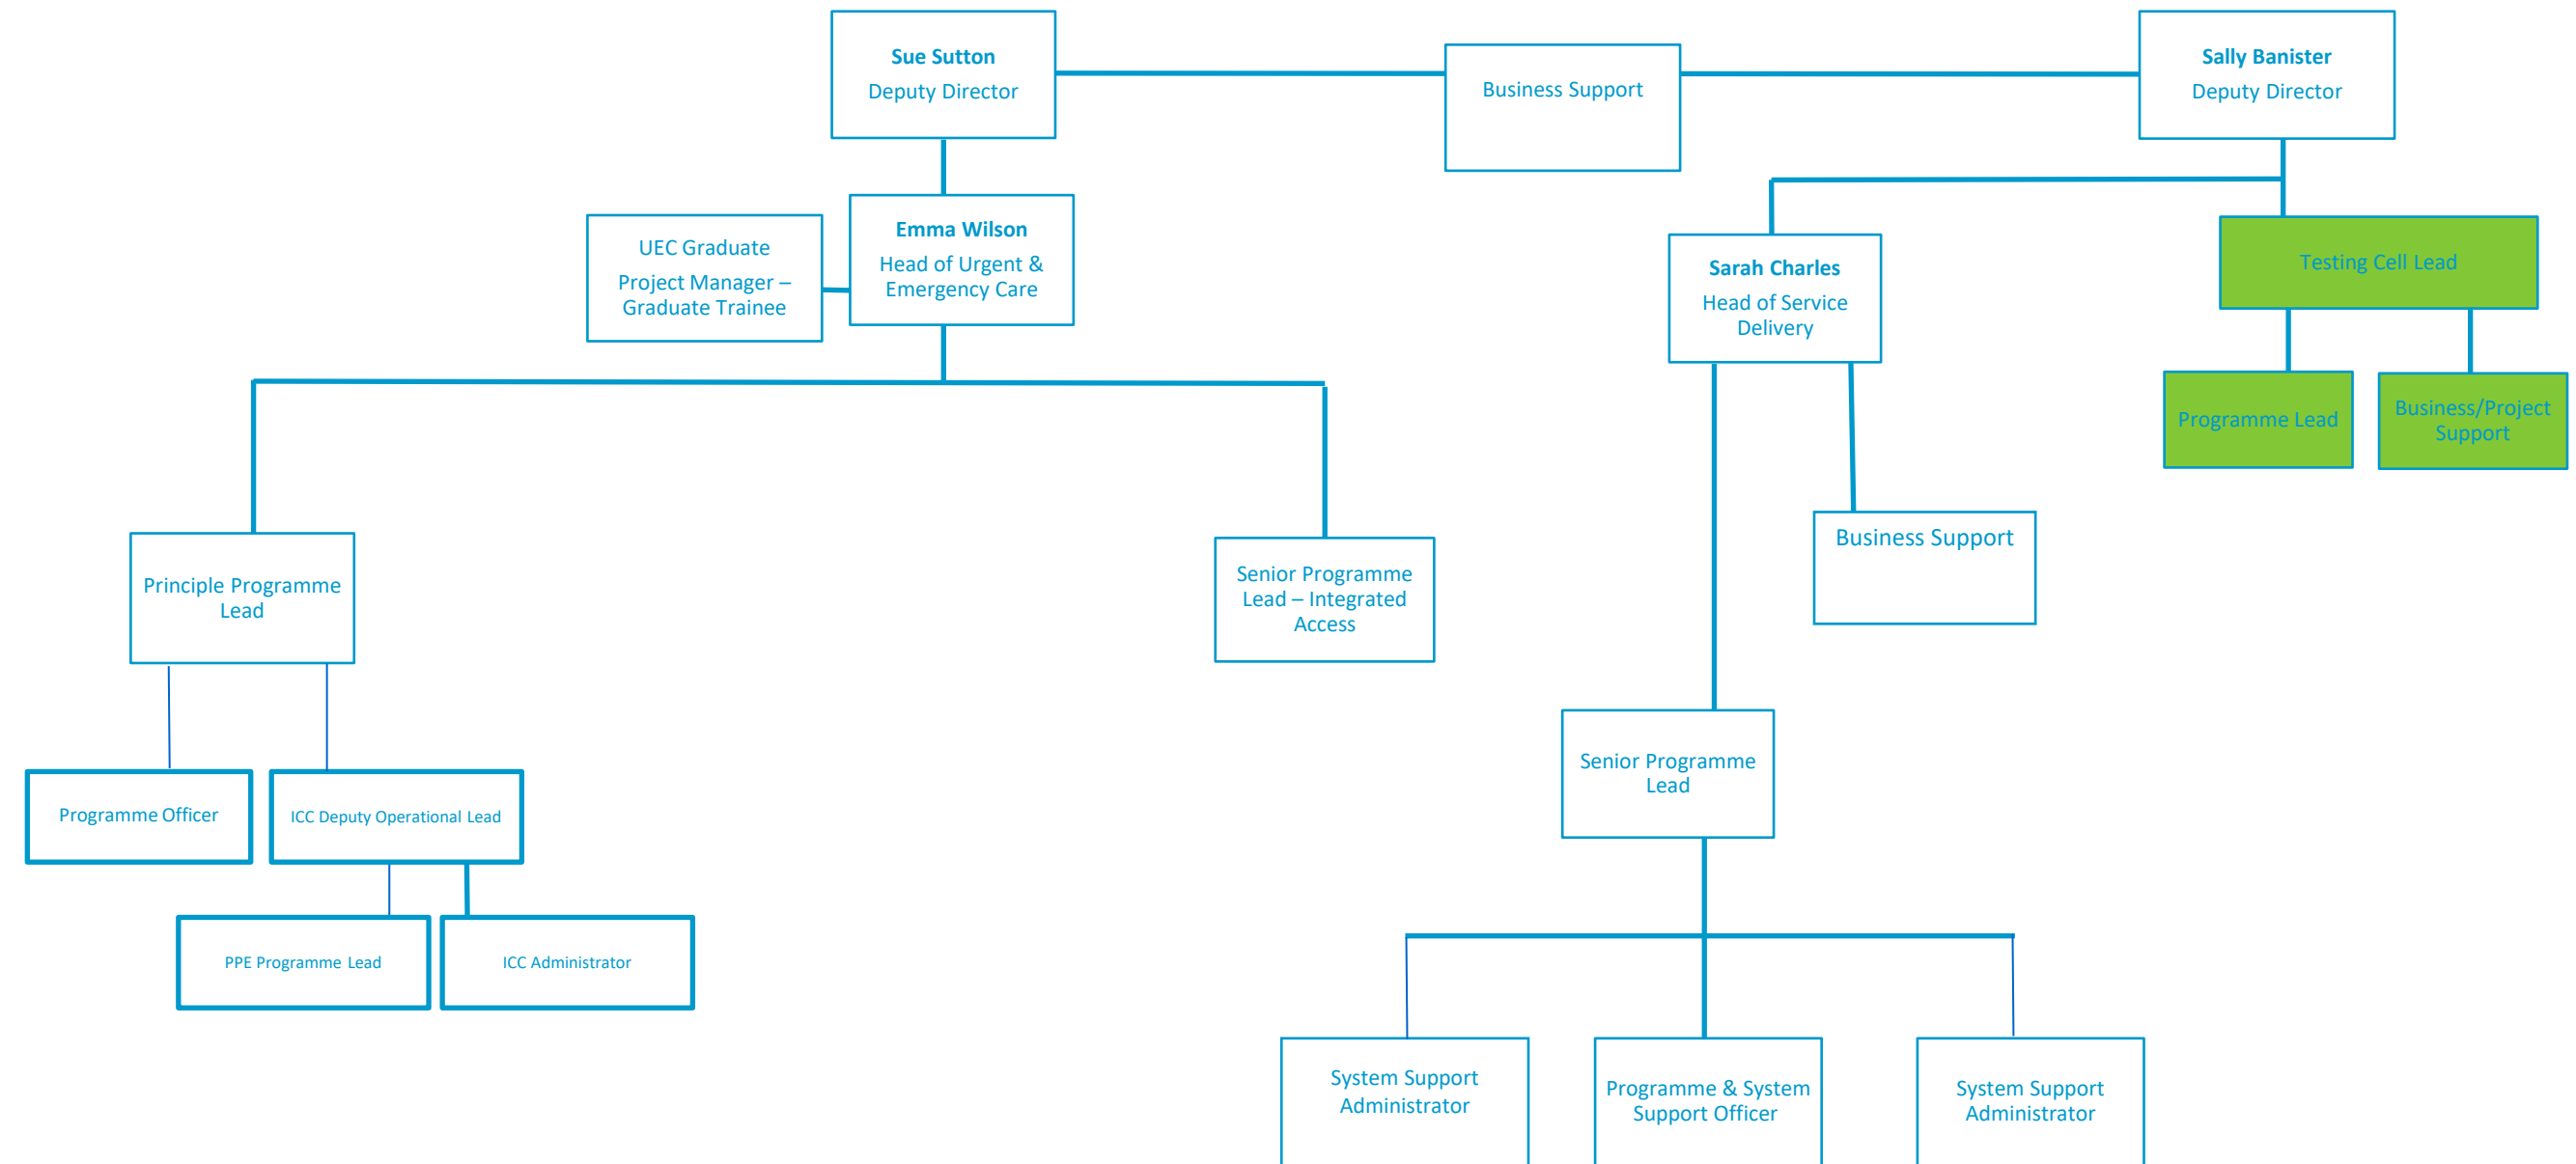 Sue Sutton
Deputy Director
Business Support
Sally Banister
Deputy Director
UEC Graduate
Project Manager –
Graduate Trainee
Emma Wilson
Head of Urgent &
Emergency Care
Sarah Charles
Head of Service
Delivery
Testing Cell Lead
Programme Lead
Business/Project
Support
Principle Programme
Lead
Senior Programme
Lead – Integrated
Access
Business Support
Senior Programme
Lead
Programme Officer
ICC Deputy Operational Lead
PPE Programme Lead
ICC Administrator
System Support
Administrator
Programme & System
Support Officer
System Support
Administrator